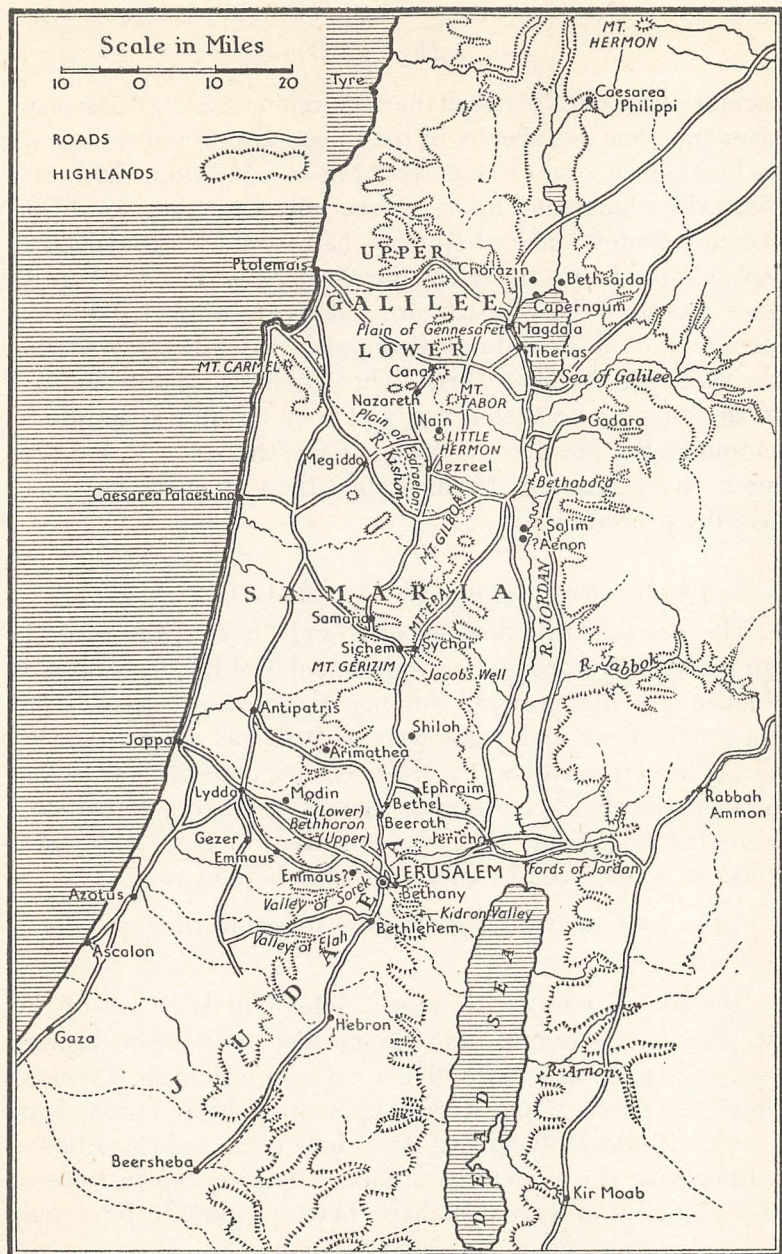 Scale in Miles
10 0 10 20
ROADS
HIGHLANDS
MT. HERMON
Tyre
Caesarea Philippi
UPPER
Ptolemais
Chorazin
Bethsaida
Capernaum
GALILEE
Plain of Gennesaret
Magdala
LOWER
Tiberias
MT. CARMEL
Cana
Sea of Galilee
Nazareth
MT. TABOR
Plain of Esdraelon
R. Kishon
Nain
Gadara
LITTLE HERMON
Megiddo
Jezreel
Bethabara
Caesarea Palaestina
MT. GILBOA
? Salim
? Aenon
SAMARIA
R. JORDAN
MT. EBAL
Samaria
Sichem
Sychar
MT. GERIZIM
Jacobs Well
R. Jabbok
Antipatris
Shiloh
Joppa
Arimathea
Lydda
Modin
Ephraim
Rabbah Ammon
(Lower)
Bethhoron
(Upper)
Bethel
Beeroth
Gezer
Jericho
Emmaus
Emmaus?
JERUSALEM
Fords of Jordan
Valley of Sorek
Bethany
Azotus
Kidron Valley
Bethlehem
Valley of Elah
Ascalon
JUDAEA
DEAD SEA
Gaza
Hebron
R. Arnon
Beersheba
Kir Moab